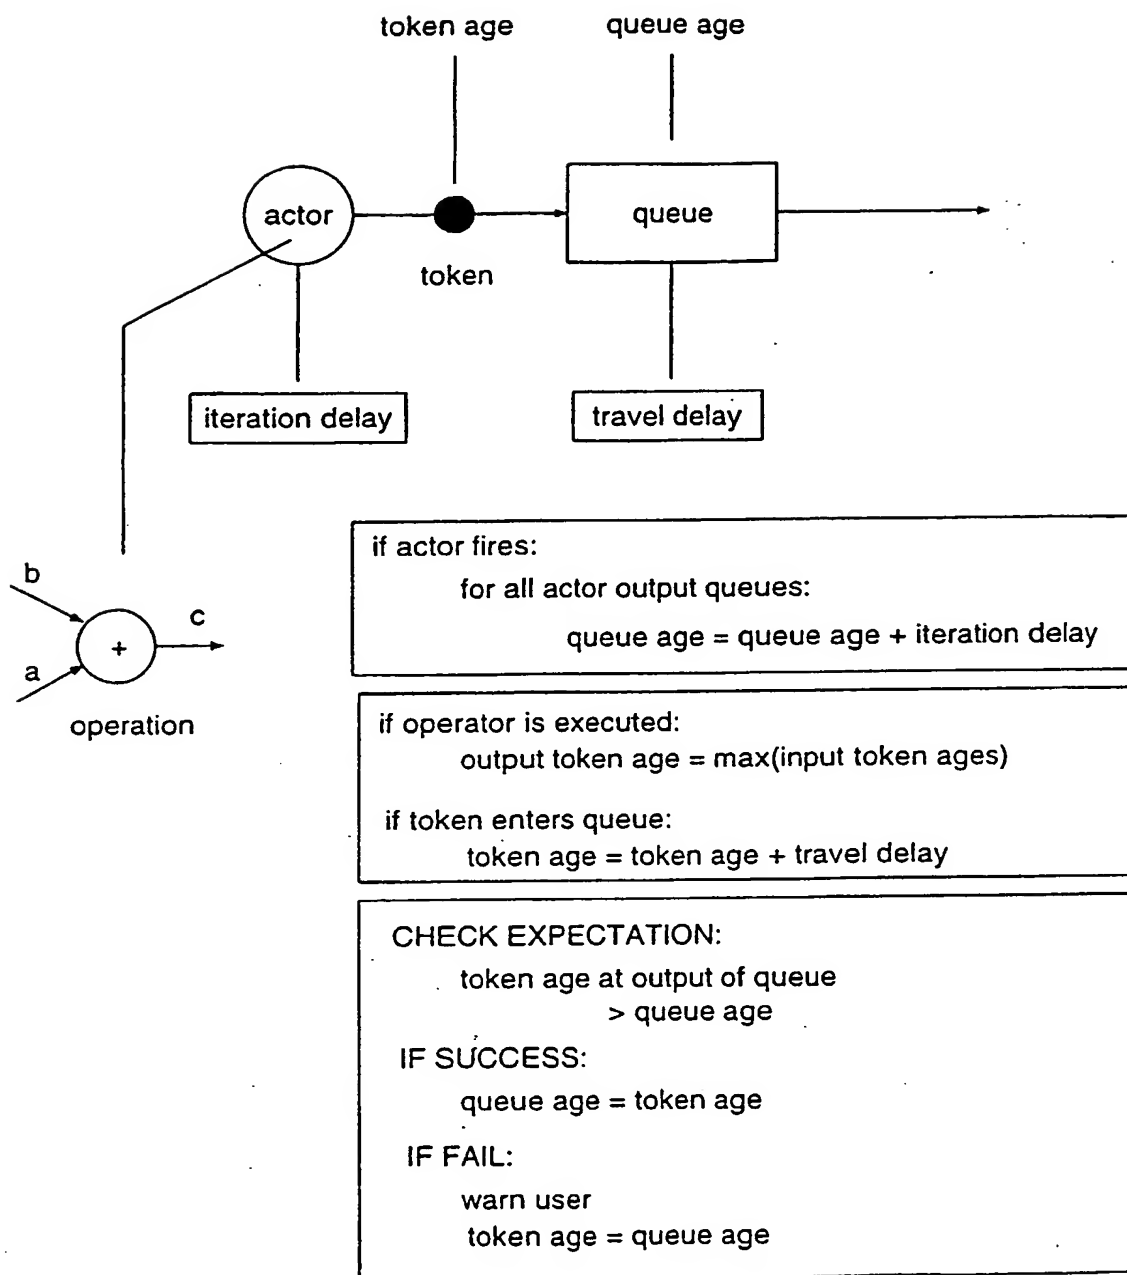 token age
queue age
actor
queue
token
iteration delay
travel delay
b
c
+
a
operation
if actor fires:
for all actor output queues:
queue age = queue age + iteration delay
if operator is executed:
output token age = max(input token ages)
if token enters queue:
token age = token age + travel delay
CHECK EXPECTATION:
token age at output of queue
> queue age
IF SUCCESS:
queue age = token age
IF FAIL:
warn user
token age = queue age